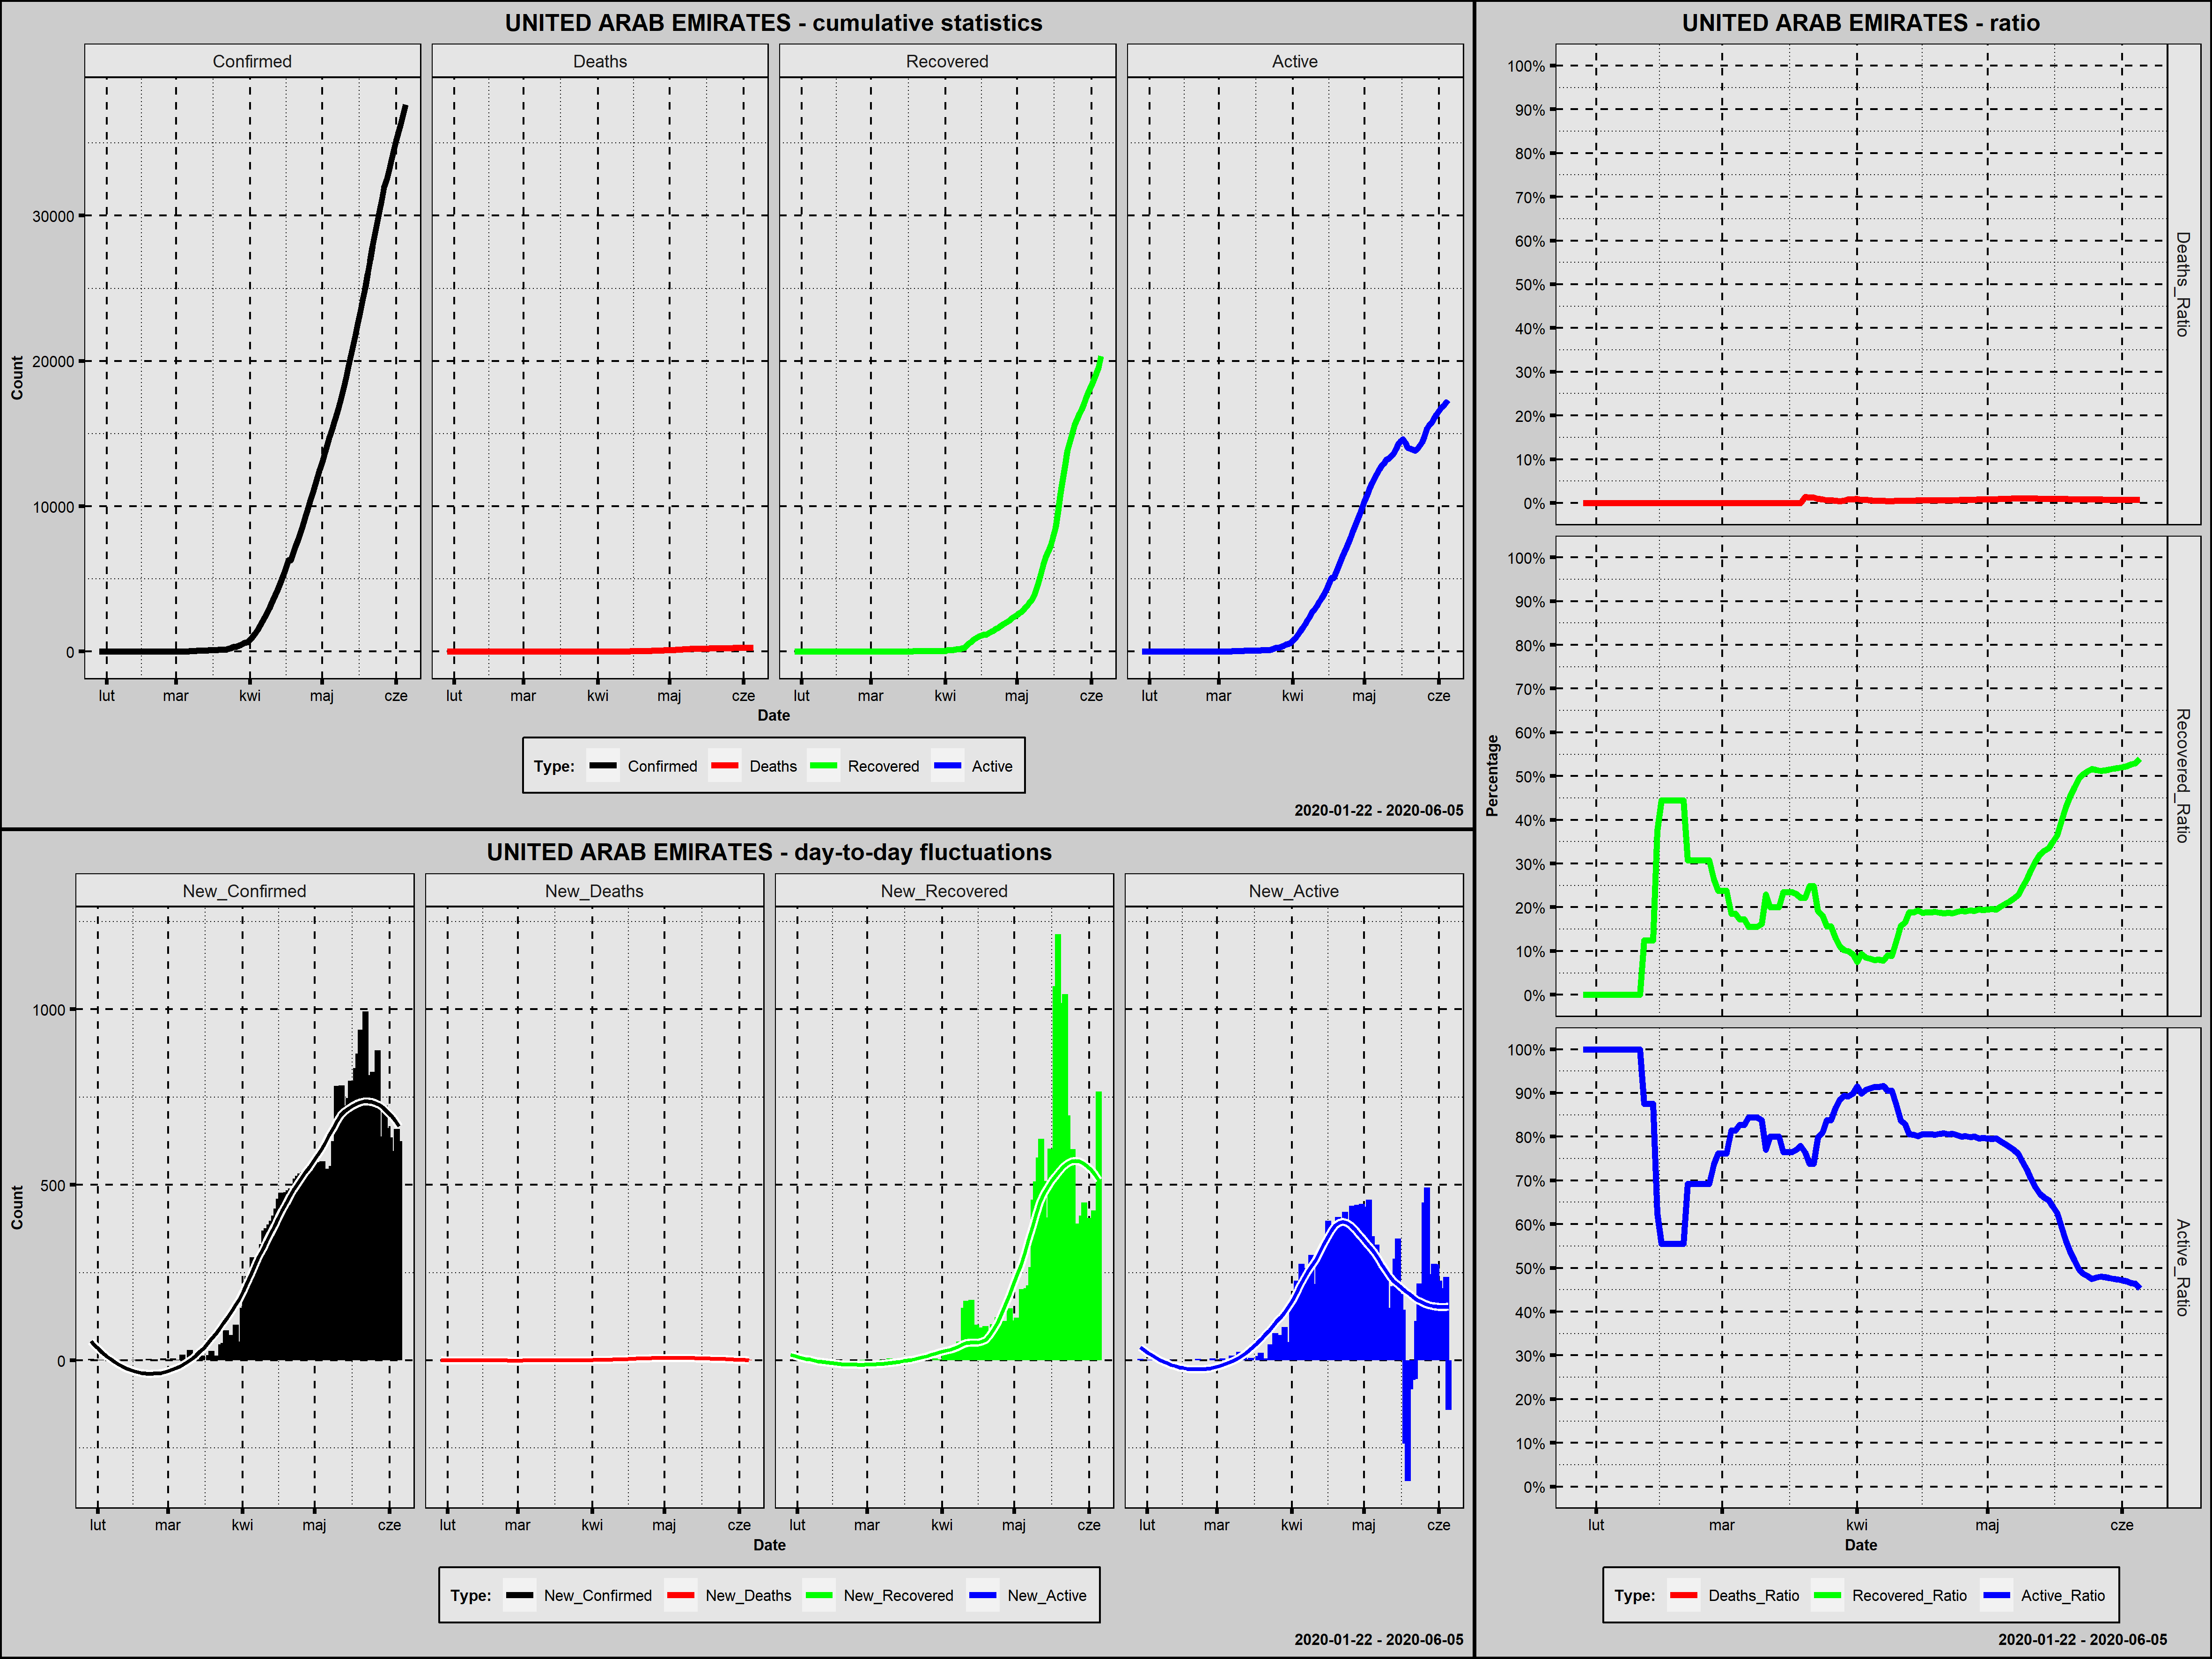 UNITED ARAB EMIRATES - cumulative statistics
Confirmed Deaths Recovered Active
Count
30000
20000
10000
0
lut mar kwi maj cze lut mar kwi maj cze lut mar kwi maj cze lut mar kwi maj cze
Date
Type: Confirmed Deaths Recovered Active
2020-01-22 - 2020-06-05
UNITED ARAB EMIRATES - day-to-day fluctuations
New_Confirmed New_Deaths New_Recovered New_Active
Count
1000
500
0
lut mar kwi maj cze lut mar kwi maj cze lut mar kwi maj cze lut mar kwi maj cze
Date
Type: New_Confirmed New_Deaths New_Recovered New_Active
2020-01-22 - 2020-06-05
UNITED ARAB EMIRATES - ratio
Percentage
100%
90%
80%
70%
60%
50%
40%
30%
20%
10%
0%
Deaths_Ratio
100%
90%
80%
70%
60%
50%
40%
30%
20%
10%
0%
Recovered_Ratio
100%
90%
80%
70%
60%
50%
40%
30%
20%
10%
0%
Active_Ratio
lut mar kwi maj cze
Date
Type: Deaths_Ratio Recovered_Ratio Active_Ratio
2020-01-22 - 2020-06-05